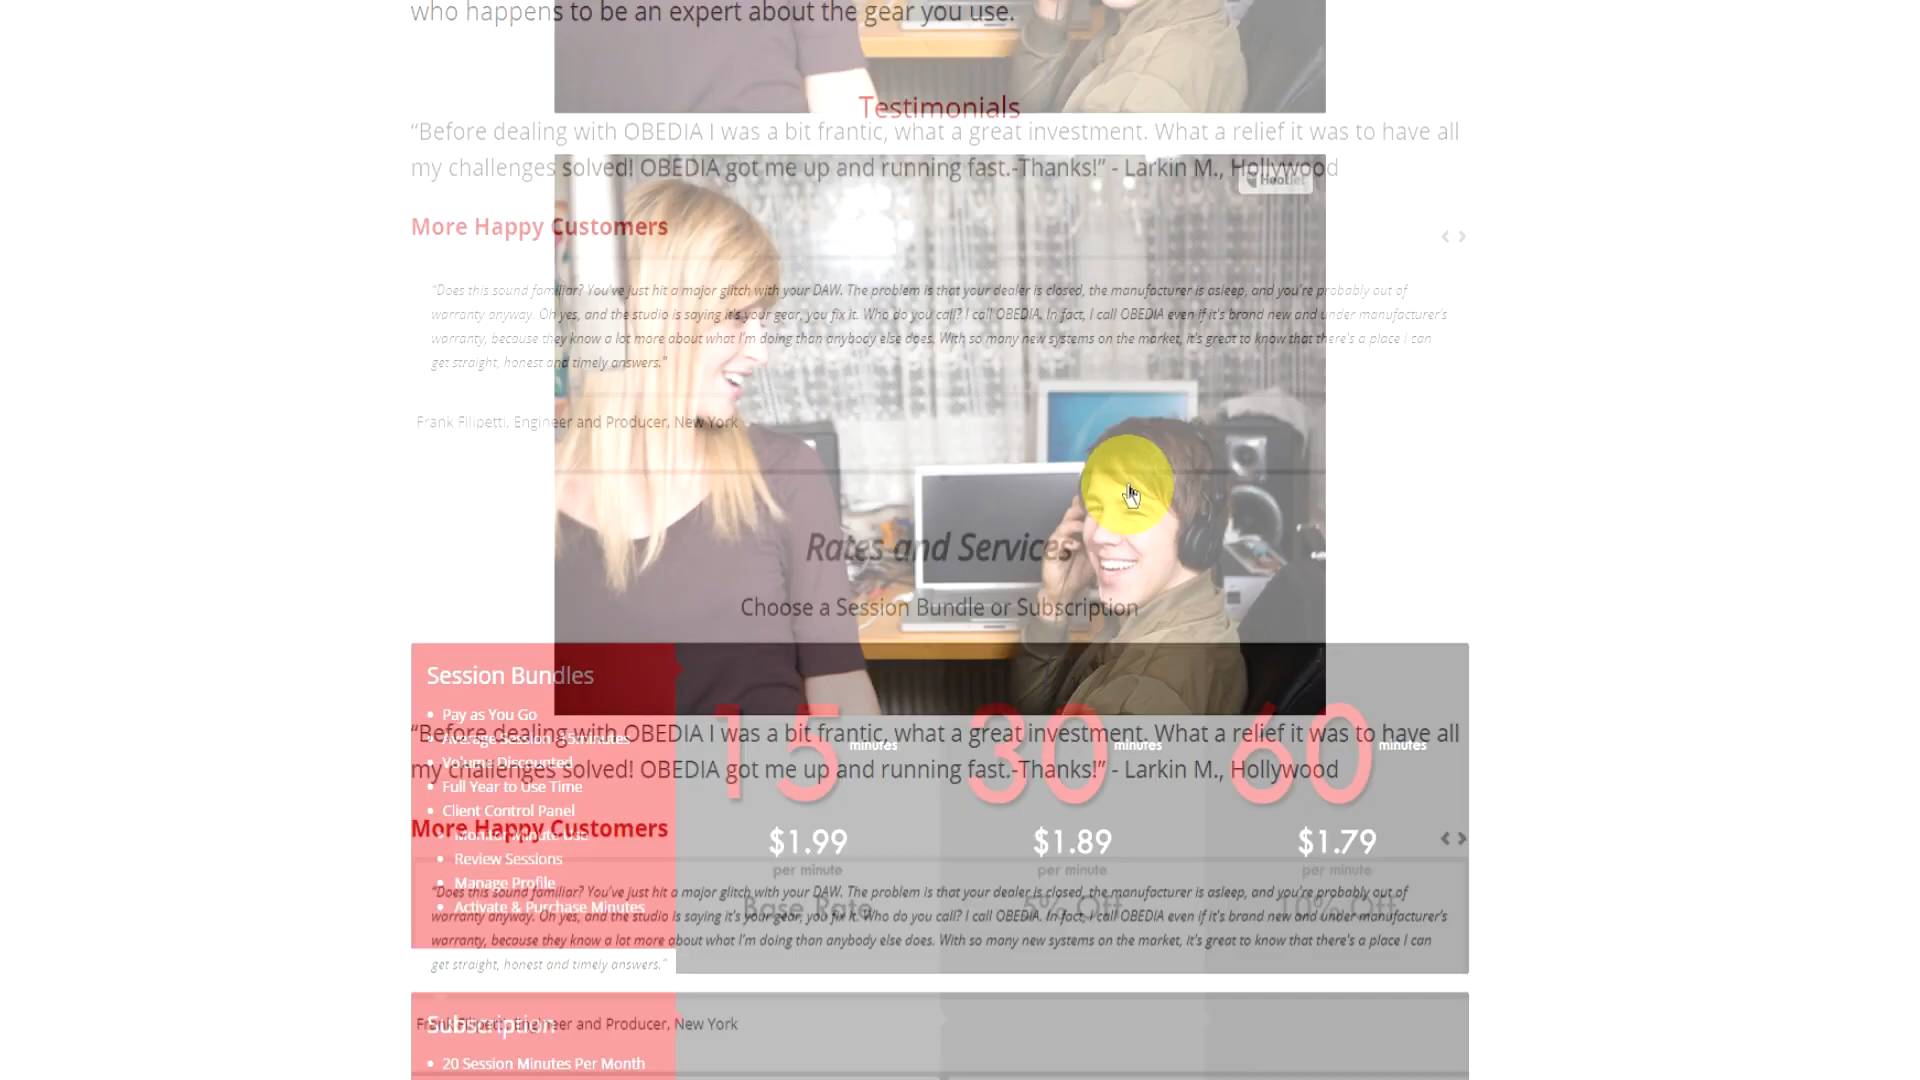 who happens to be an expert about the gear you use.
Testimonials
“Before dealing with OBEDIA I was a bit frantic, what a great investment. What a relief it was to have all
my challenges solved! OBEDIA got me up and running fast.-Thanks!” - Larkin M., Hollywood
More Happy Customers
“Does this sound familiar? You've just hit a major glitch with your DAW. The problem is that your dealer is closed, the manufacturer is asleep, and you're probably out of
warranty anyway. Oh yes, and the studio is saying it's your gear, you fix it. Who do you call? I call OBEDIA. In fact, I call OBEDIA even if it's brand new and under manufacturer's
warranty, because they know a lot more about what I'm doing than anybody else does. With so many new systems on the market, it's great to know that there's a place I can
get straight, honest and timely answers.”
Frank Filipetti, Engineer and Producer, New York
Rates and Services
Choose a Session Bundle or Subscription
Session Bundles
Pay as You Go
Average Session -15minutes
Volume Discounted
Full Year to Use Time
Client Control Panel
Monitor Minute Use
Review Sessions
Manage Profile
Activate & Purchase Minutes
15 minutes
$1.99
per minute
Base Rate
30 minutes
$1.89
per minute
5% Off
60 minutes
$1.79
per minute
10% Off
“Before dealing with OBEDIA I was a bit frantic, what a great investment. What a relief it was to have all
my challenges solved! OBEDIA got me up and running fast.-Thanks!” - Larkin M., Hollywood
More Happy Customers
“Does this sound familiar? You've just hit a major glitch with your DAW. The problem is that your dealer is closed, the manufacturer is asleep, and you're probably out of
warranty anyway. Oh yes, and the studio is saying it's your gear, you fix it. Who do you call? I call OBEDIA. In fact, I call OBEDIA even if it's brand new and under manufacturer's
warranty, because they know a lot more about what I'm doing than anybody else does. With so many new systems on the market, it's great to know that there's a place I can
get straight, honest and timely answers.”
Frank Filipetti, Engineer and Producer, New York
Subscription
20 Session Minutes Per Month